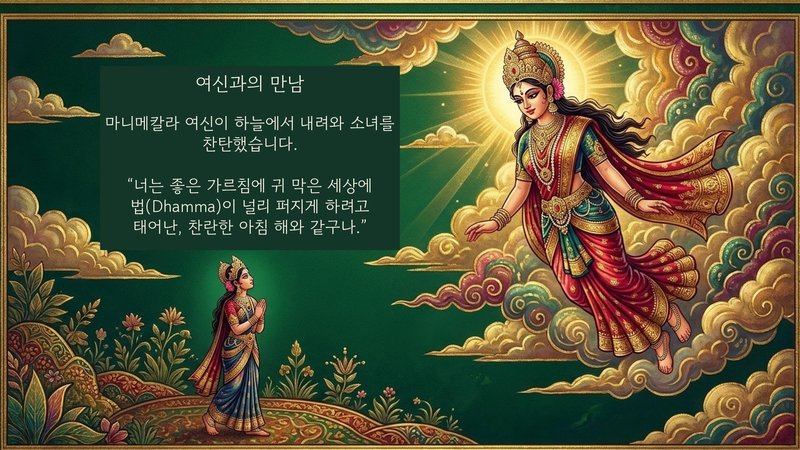 여신과의 만남
마니메칼라 여신이 하늘에서 내려와 소녀를
찬탄했습니다.
“너는 좋은 가르침에 귀 막은 세상에
법(Dhamma)이 널리 퍼지게 하려고
태어난, 찬란한 아침 해와 같구나.”